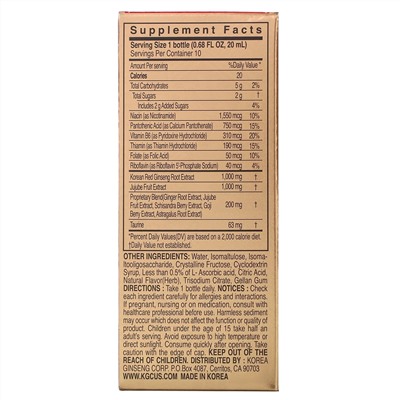 Supplement Facts
Serving Size 1 bottle (0.68 FL OZ, 20 mL)
Servings Per Container 10
Amount Per serving %Daily Value *
Calories 20
Total Carbohydrates 5 g 2%
Total Sugars 2 g †
Includes 2 g Added Sugars 4%
Niacin (as Nicotinamide) 1,550 mcg 10%
Pantothenic Acid (as Calcium Pantothenate) 750 mcg 15%
Vitamin B6 (as Pyridoxine Hydrochloride) 310 mcg 20%
Thiamin (as Thiamin Hydrochloride) 190 mcg 15%
Folate (as Folic Acid) 50 mcg 10%
Riboflavin (as Riboflavin 5'-Phosphate Sodium) 40 mcg 4%
Korean Red Ginseng Root Extract 1,000 mg †
Jujube Fruit Extract 1,000 mg †
Proprietary Blend(Ginger Root Extract, Jujube
Fruit Extract, Schisandra Berry Extract, Goji 200 mg †
Berry Extract, Astragalus Root Extract)
Taurine 63 mg †
*Percent Daily Values(DV) are based on a 2,000 calorie diet.
†Daily Value not established.
OTHER INGREDIENTS: Water, Isomaltulose, Isoma-
ltooligosaccharide, Crystalline Fructose, Cyclodextrin
Syrup, Less than 0.5% of L- Ascorbic acid, Citric Acid,
Natural Flavor(Herb), Trisodium Citrate, Gellan Gum
DIRECTIONS : Take 1 bottle daily. NOTICES : Check
each ingredient carefully for allergies and interactions.
If pregnant, nursing or on medication, consult with
healthcare professional before use. Harmless sediment
may occur which does not affect the function or quality of
product. Children under the age of 15 take half an
adult's serving. Avoid exposure to high temperature or
direct sunlight. Consume quickly after opening. Take
caution with the edge of cap. KEEP OUT OF THE
REACH OF CHILDREN. DISTRIBUTED BY : KOREA
GINSENG CORP. P.O Box 4087, Cerritos, CA 90703
WWW.KGCUS.COM MADE IN KOREA